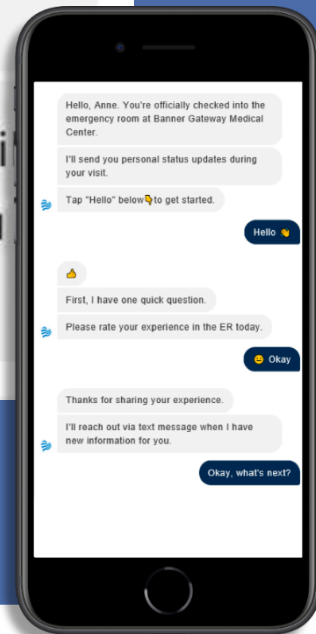 Hello, Anne. You're officially checked into the
emergency room at Banner Gateway Medical
Center.
I'll send you personal status updates during
your visit.
Tap "Hello" below👇to get started.
Hello 👋
👍
First, I have one quick question.
Please rate your experience in the ER today.
😀 Okay
Thanks for sharing your experience.
I'll reach out via text message when I have
new information for you.
Okay, what's next?